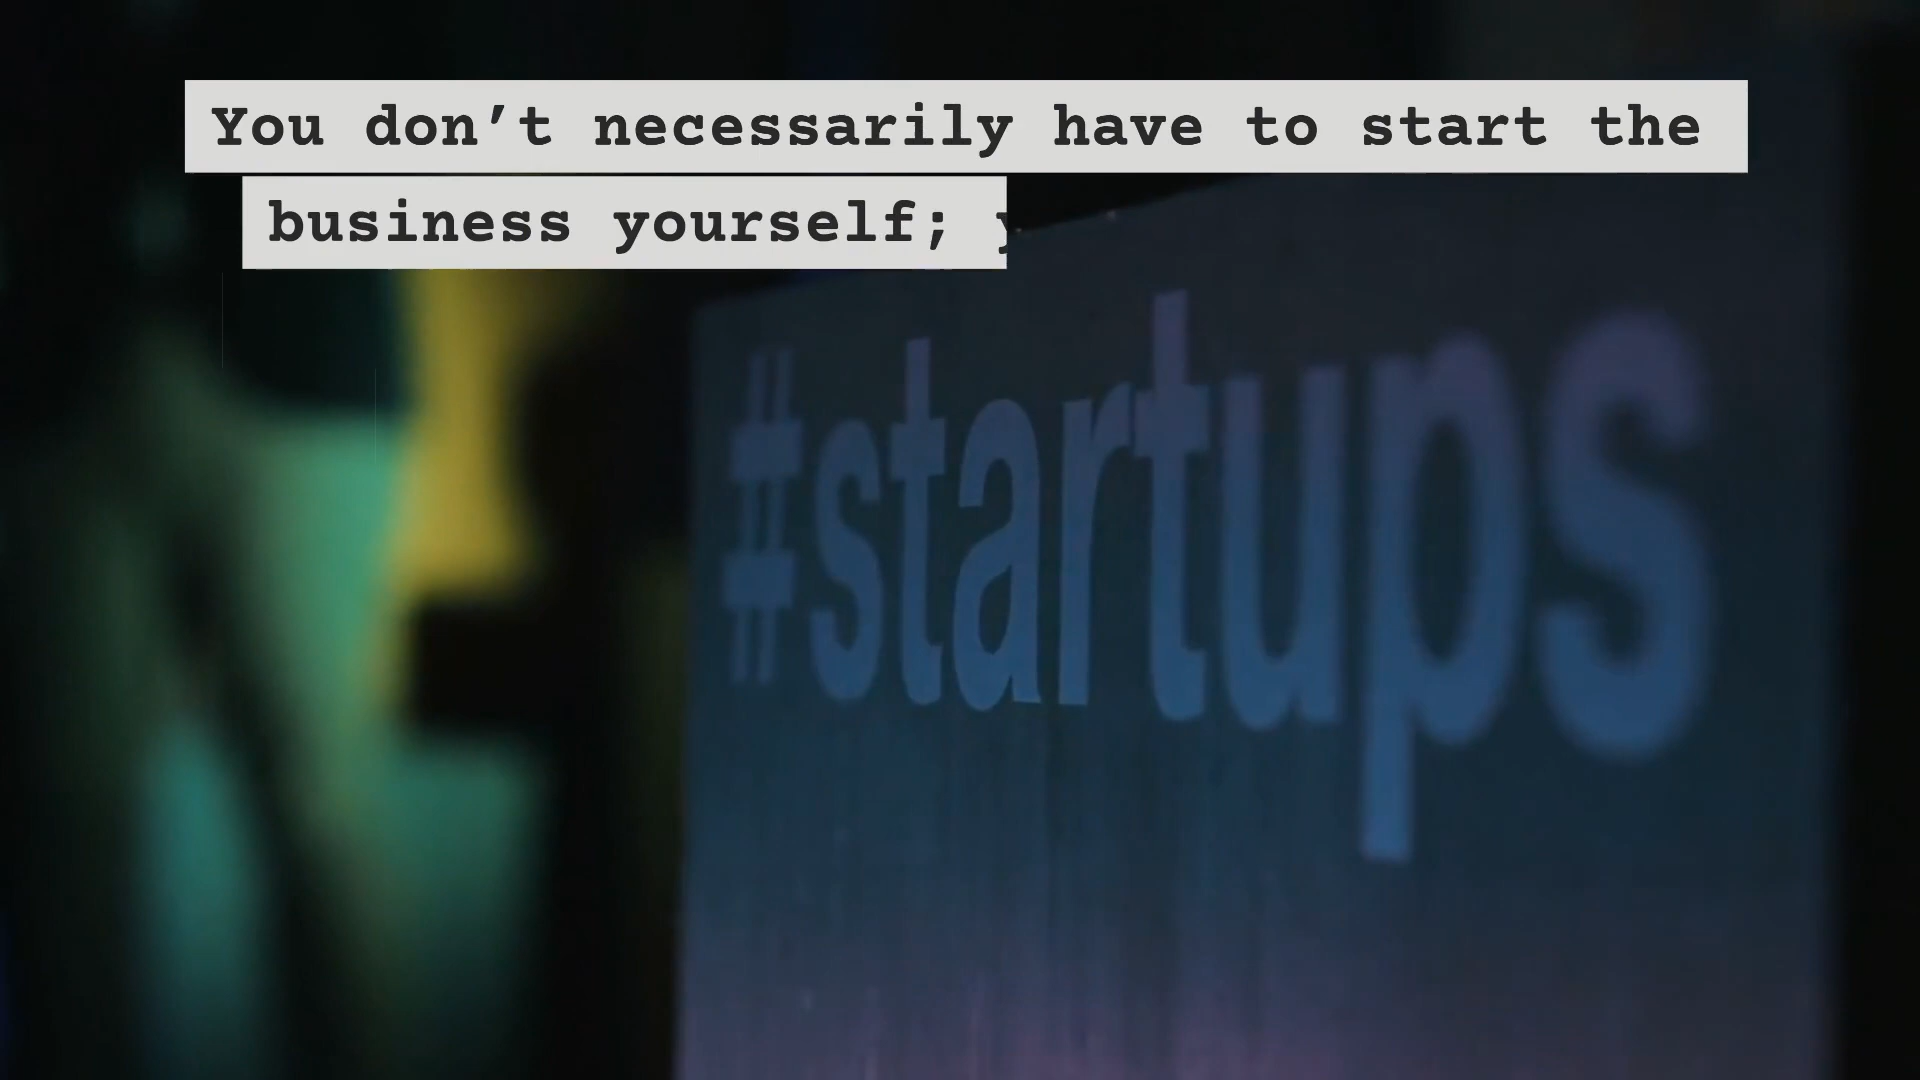 You don’t necessarily have to start the
business yourself;
#startups